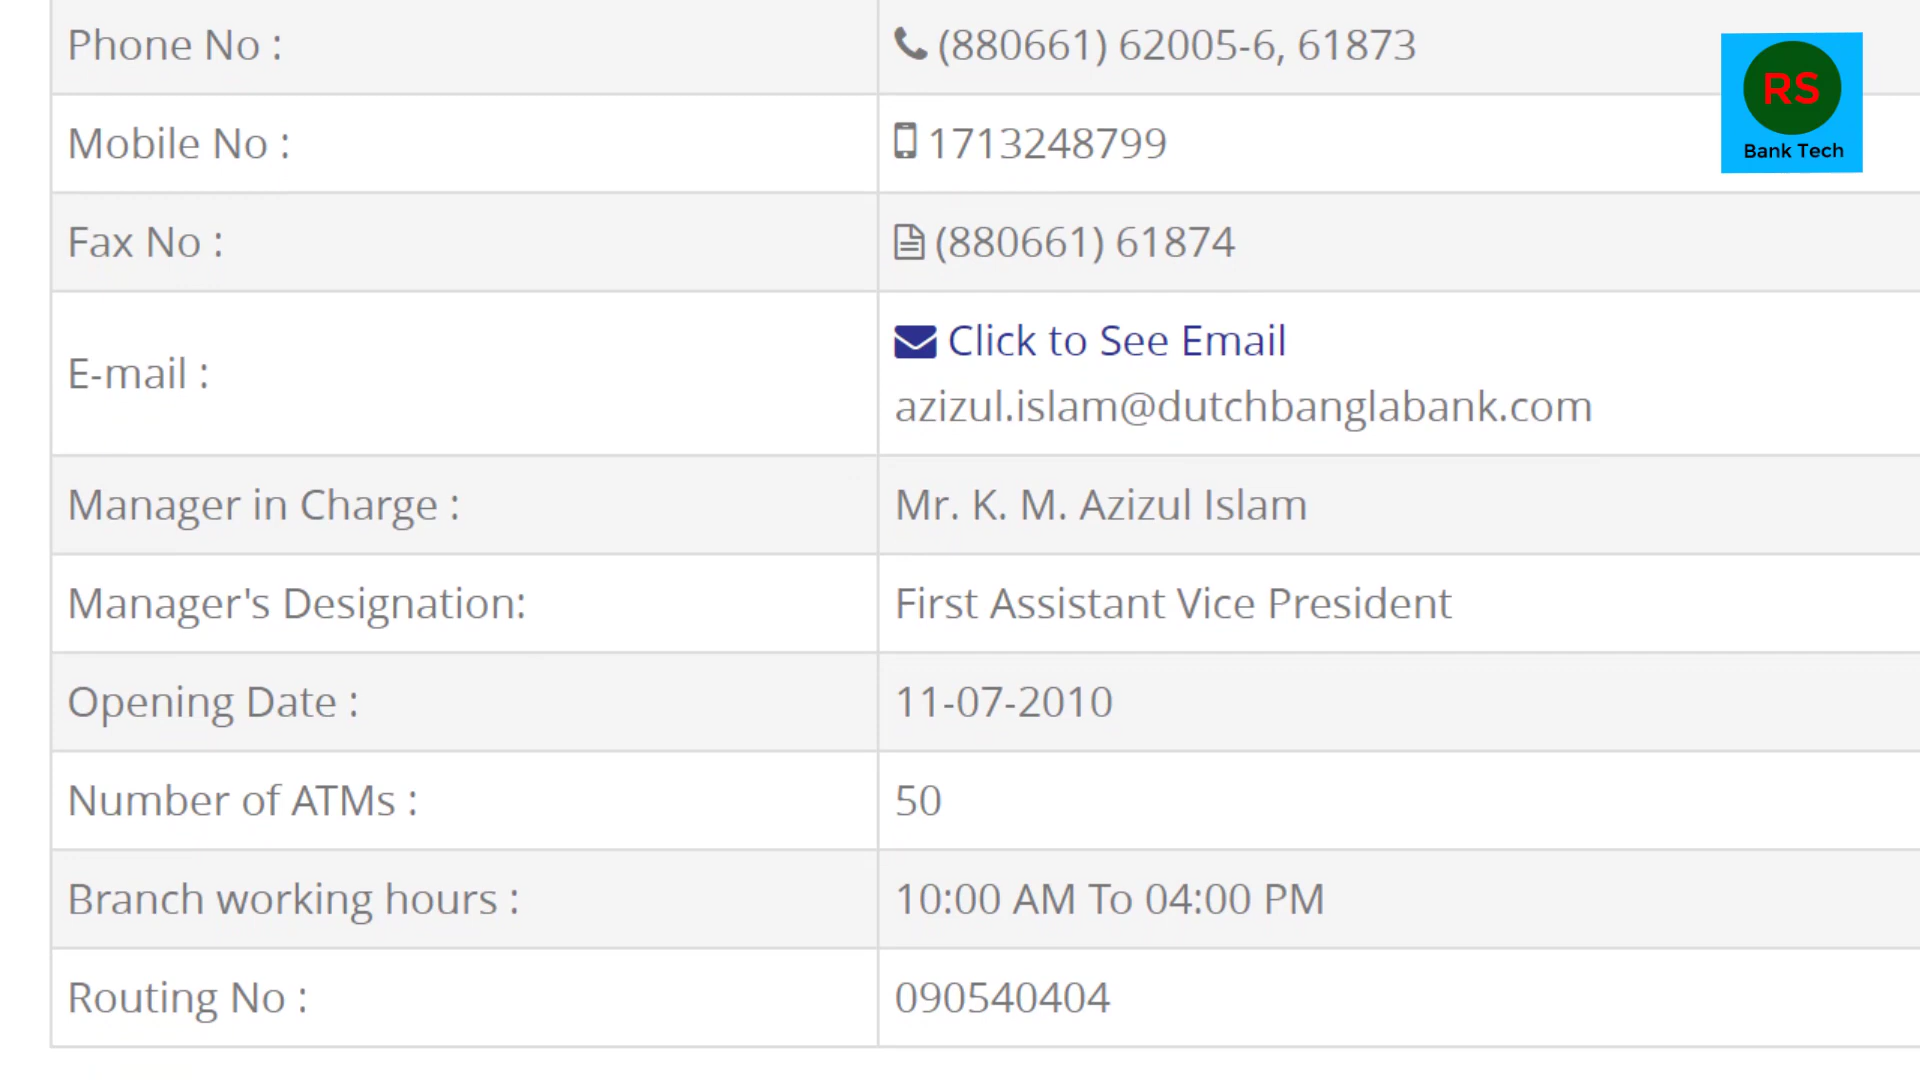 Phone No : (880661) 62005-6, 61873
RS
Bank Tech
Mobile No : 1713248799
Fax No : (880661) 61874
E-mail : Click to See Email
azizul.islam@dutchbanglabank.com
Manager in Charge : Mr. K. M. Azizul Islam
Manager's Designation: First Assistant Vice President
Opening Date : 11-07-2010
Number of ATMs : 50
Branch working hours : 10:00 AM To 04:00 PM
Routing No : 090540404